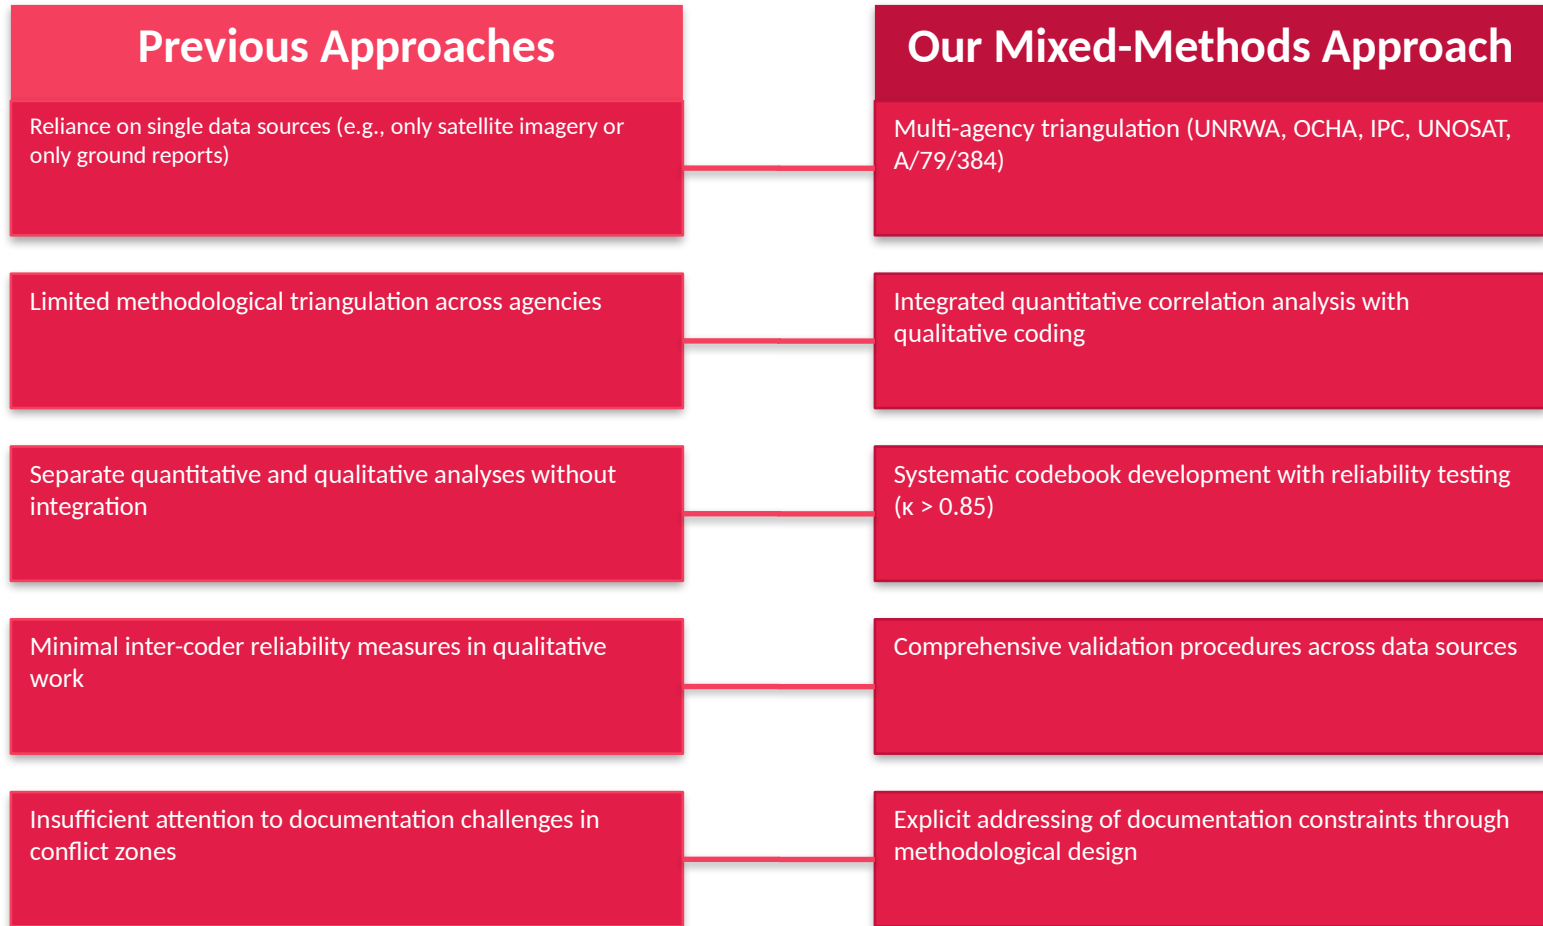 Previous Approaches
Our Mixed-Methods Approach
Reliance on single data sources (e.g., only satellite imagery or
only ground reports)
Multi-agency triangulation (UNRWA, OCHA, IPC, UNOSAT,
A/79/384)
Limited methodological triangulation across agencies
Integrated quantitative correlation analysis with
qualitative coding
Separate quantitative and qualitative analyses without
integration
Systematic codebook development with reliability testing
(κ > 0.85)
Minimal inter-coder reliability measures in qualitative
work
Comprehensive validation procedures across data sources
Insufficient attention to documentation challenges in
conflict zones
Explicit addressing of documentation constraints through
methodological design